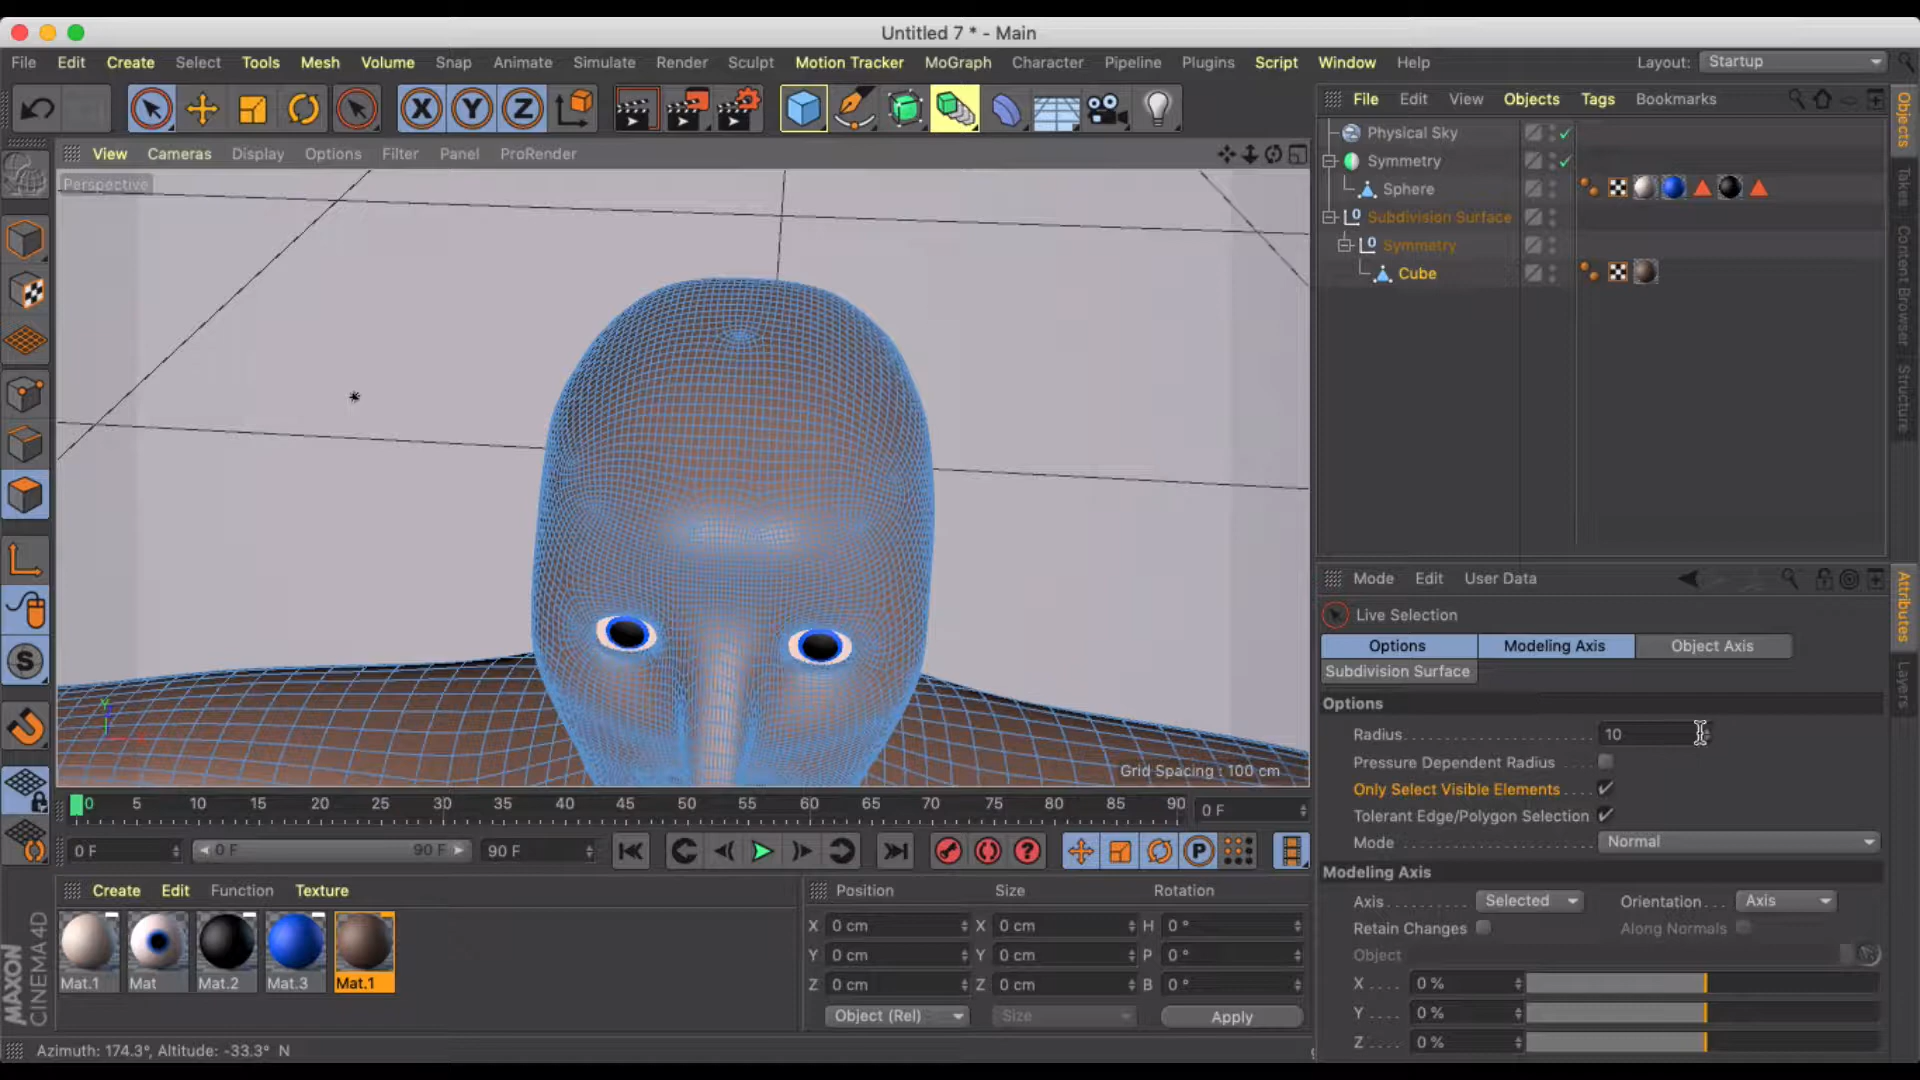 Untitled 7 * - Main
File Edit Create Select Tools Mesh Volume Snap Animate Simulate Render Sculpt Motion Tracker MoGraph Character Pipeline Plugins Script Window Help Layout: Startup
X Y Z
File Edit View Objects Tags Bookmarks
View Cameras Display Options Filter Panel ProRender
Perspective
Physical Sky
Symmetry
Sphere
Subdivision Surface
Symmetry
Cube
Objects
Takes
Content Browser
Structure
Mode Edit User Data
Live Selection
Options Modeling Axis Object Axis
Subdivision Surface
Options
Radius 10
Pressure Dependent Radius
Only Select Visible Elements
Tolerant Edge/Polygon Selection
Mode Normal
Modeling Axis
Axis Selected Orientation Axis
Retain Changes Along Normals
Object
X 0 %
Y 0 %
Z 0 %
Attributes
Layers
Y
Grid Spacing : 100 cm
0 5 10 15 20 25 30 35 40 45 50 55 60 65 70 75 80 85 90 0 F
0 F 0 F 90 F 90 F
Create Edit Function Texture
Mat.1 Mat Mat.2 Mat.3 Mat.1
Position Size Rotation
X 0 cm X 0 cm H 0 °
Y 0 cm Y 0 cm P 0 °
Z 0 cm Z 0 cm B 0 °
Object (Rel) Size Apply
MAXON
CINEMA 4D
Azimuth: 174.3°, Altitude: -33.3° N